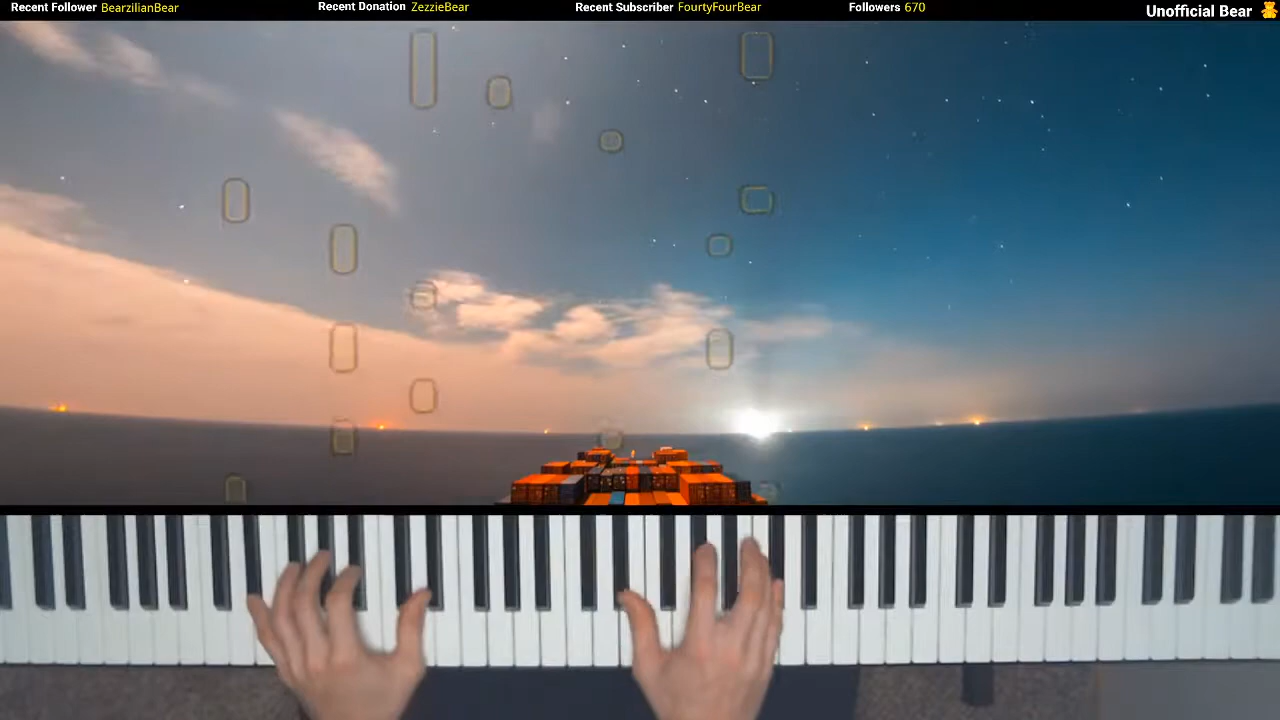 Recent Follower BearzilianBear
Recent Donation ZezzieBear
Recent Subscriber FourtyFourBear
Followers 670
Unofficial Bear